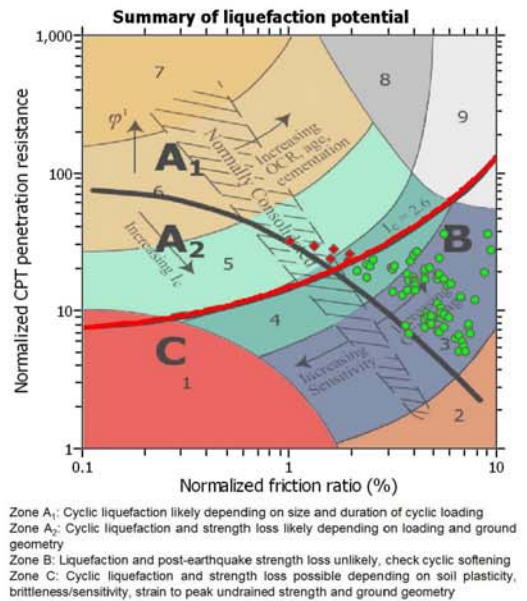 Summary of liquefaction potential
1,000
7
8
9
φ'
A1
Normally Consolidated
Increasing
OCR, age,
cementation
100
6
A2
Increasing Ic
5
Ic = 2.6
B
Normalized CPT penetration resistance
10
4
C
1
Increasing
Sensitivity
3
2
1
0.1
1
10
Normalized friction ratio (%)
Zone A1: Cyclic liquefaction likely depending on size and duration of cyclic loading
Zone A2: Cyclic liquefaction and strength loss likely depending on loading and ground
geometry
Zone B: Liquefaction and post-earthquake strength loss unlikely, check cyclic softening
Zone C: Cyclic liquefaction and strength loss possible depending on soil plasticity,
brittleness/sensitivity, strain to peak undrained strength and ground geometry